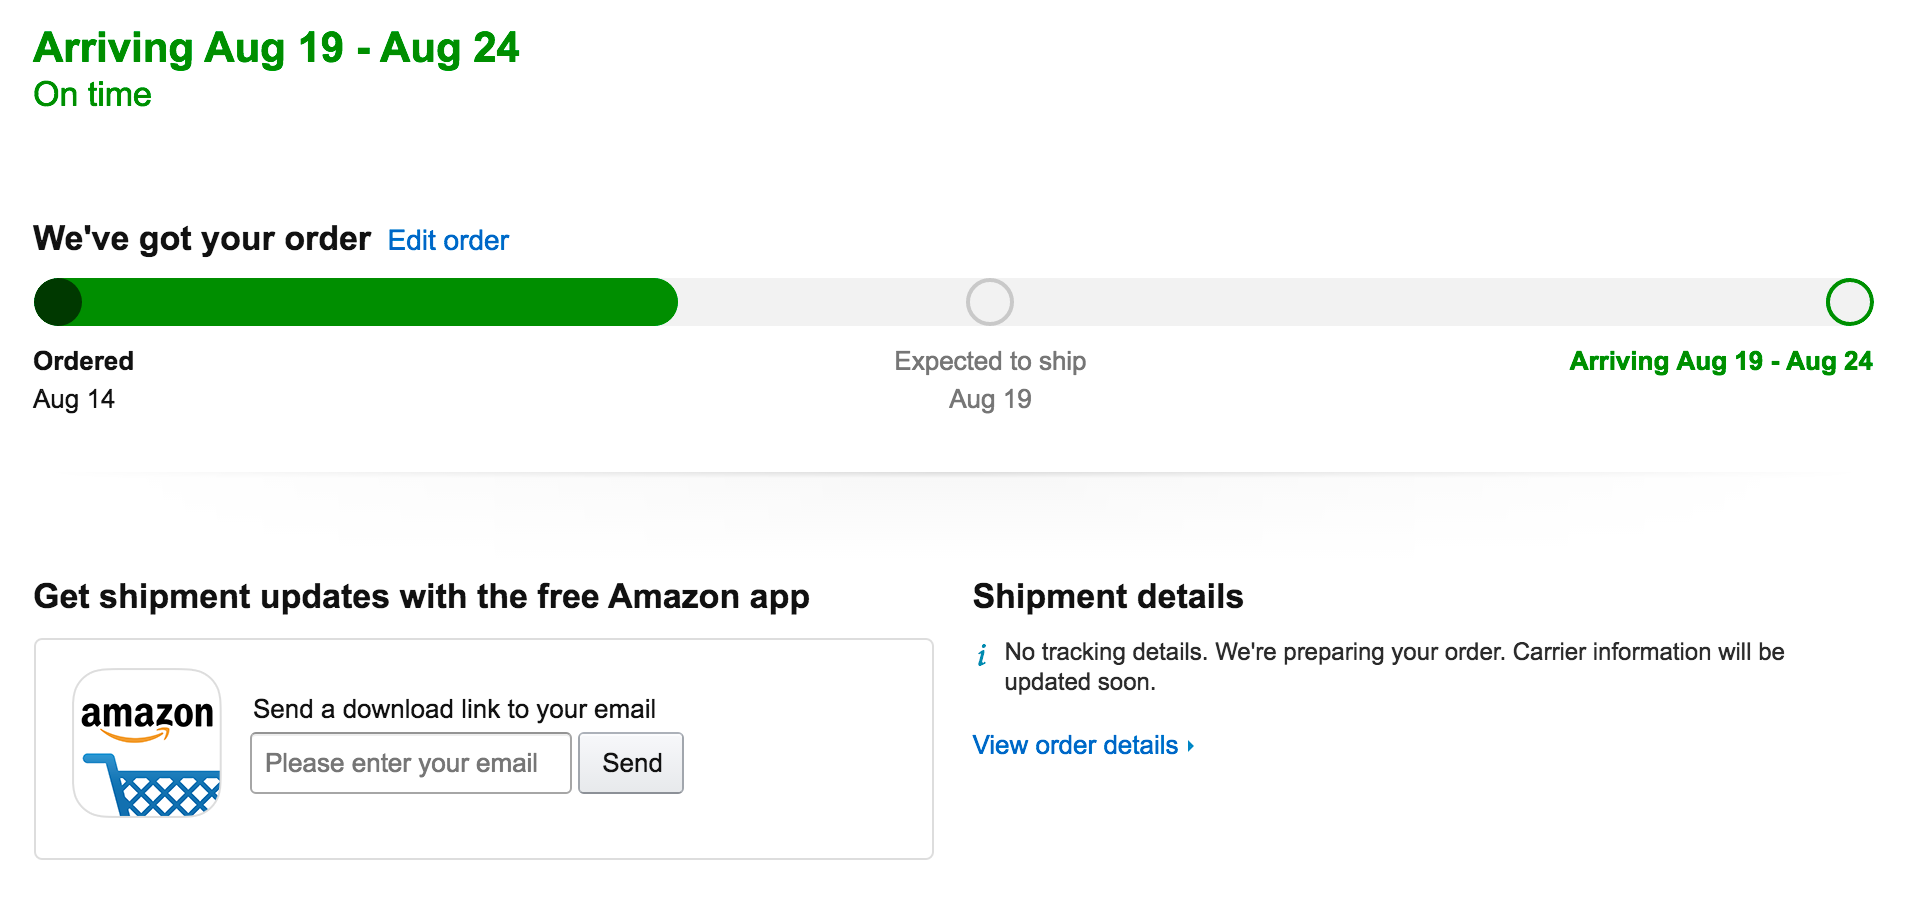 Arriving Aug 19 - Aug 24
On time
We've got your order Edit order
Ordered
Aug 14
Expected to ship
Aug 19
Arriving Aug 19 - Aug 24
Get shipment updates with the free Amazon app
amazon
Send a download link to your email
Please enter your email
Send
Shipment details
i No tracking details. We're preparing your order. Carrier information will be
updated soon.
View order details